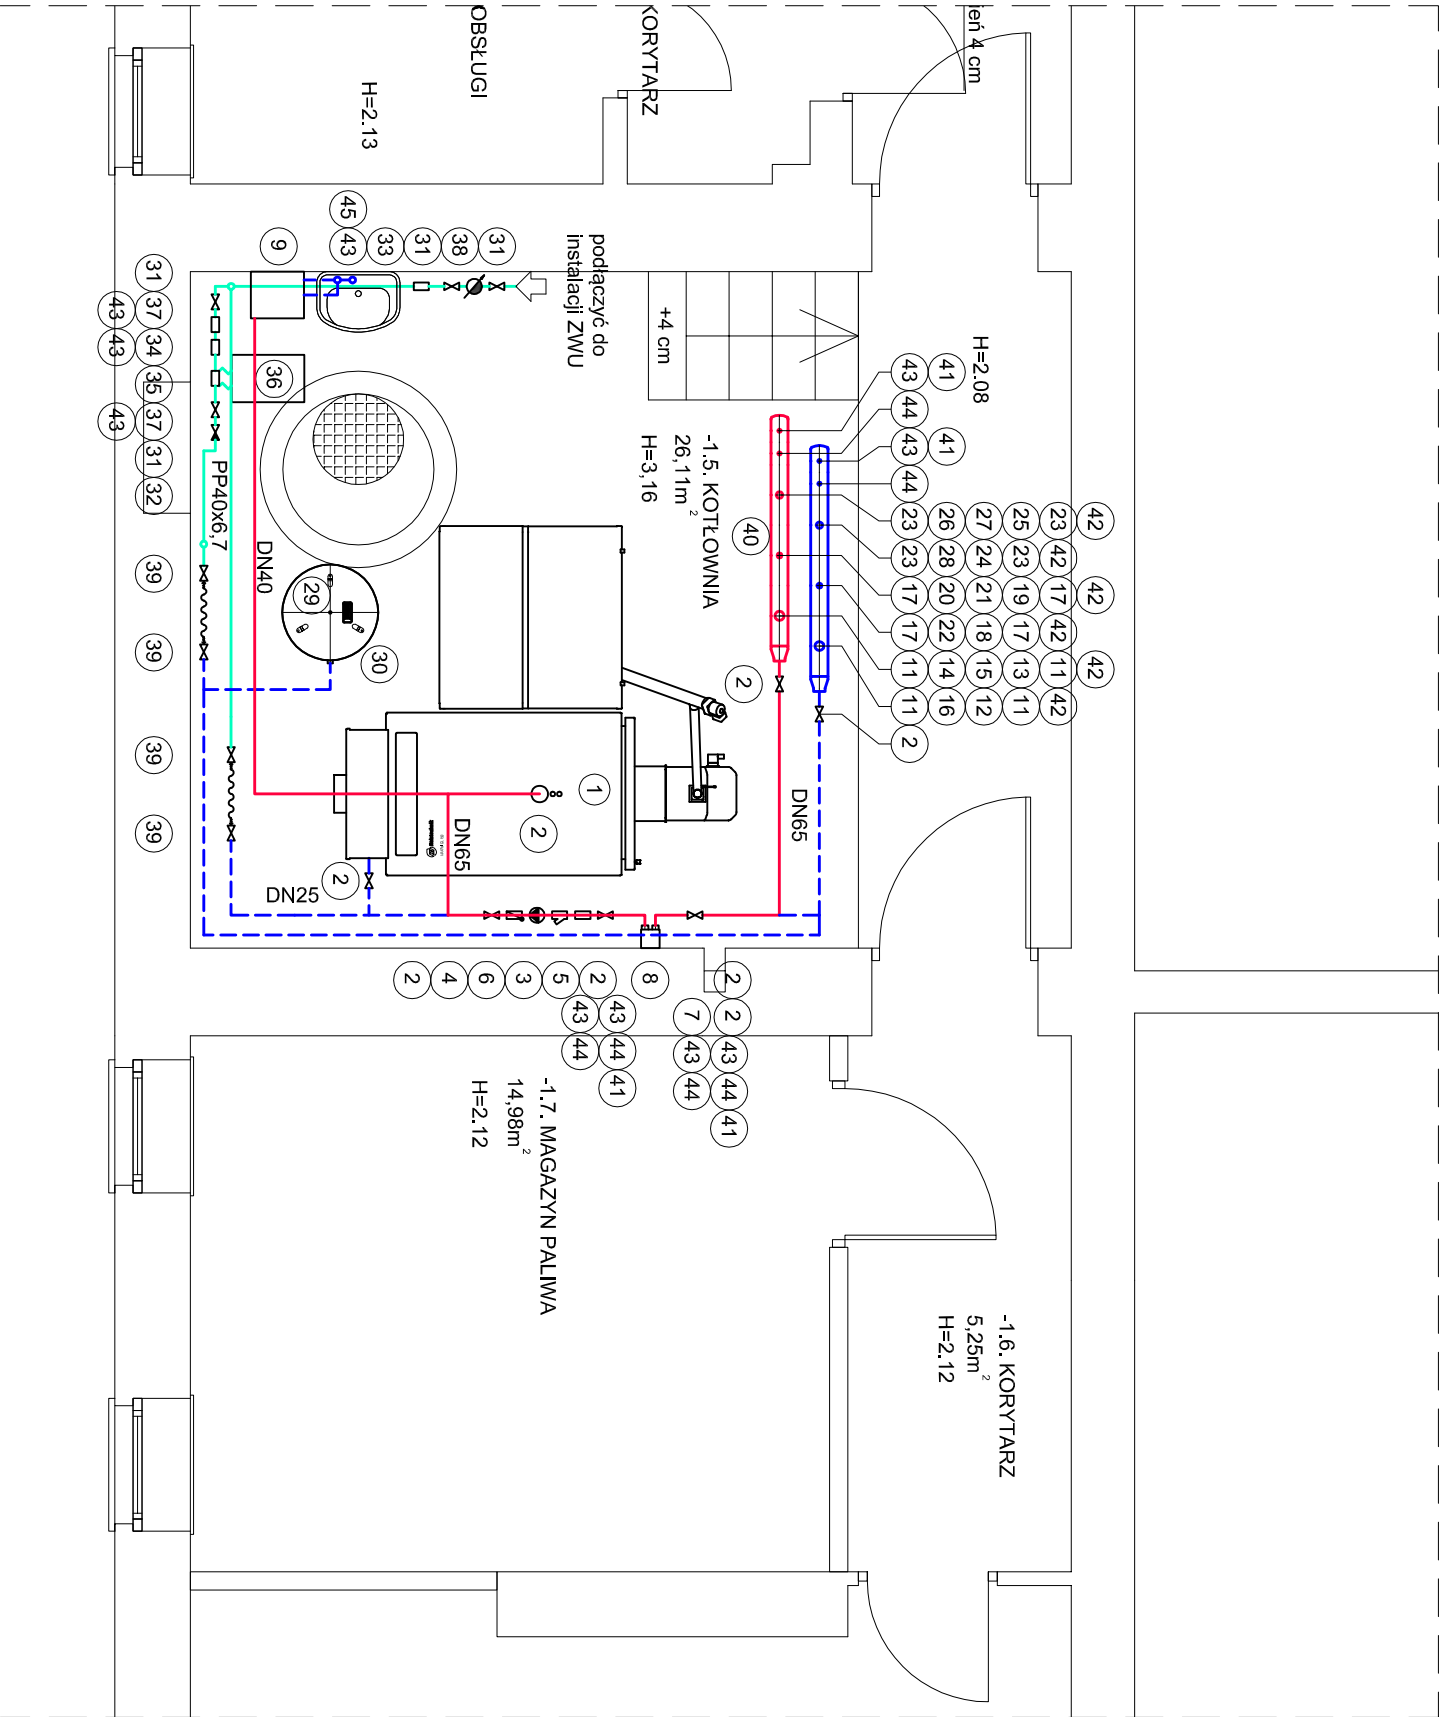 OBSŁUGI
H=2.13
KORYTARZ
ień 4 cm
podłączyć do
instalacji ZWU
+4 cm
H=2.08
-1.5. KOTŁOWNIA
26,11m²
H=3,16
45
9 43 33 31 38 31
31 37 34 35 37 31 32
43 43 43
36
PP40x6,7
DN40
39
39
39
39
29
30
40
43 41
44
43 41
44
23 26 27 25 23 42
23 28 24 23 42
17 20 21 19 17 42
17 22 18 17 42
11 14 15 13 11 42
11 16 12 11 42
2
2
1
2
2
DN65
DN65
DN25
2 4 6 3 5 2 8 2
43 43 7 2
44 44 43 43
41 44 44
41
-1.7. MAGAZYN PALIWA
14,98m²
H=2.12
-1.6. KORYTARZ
5,25m²
H=2.12